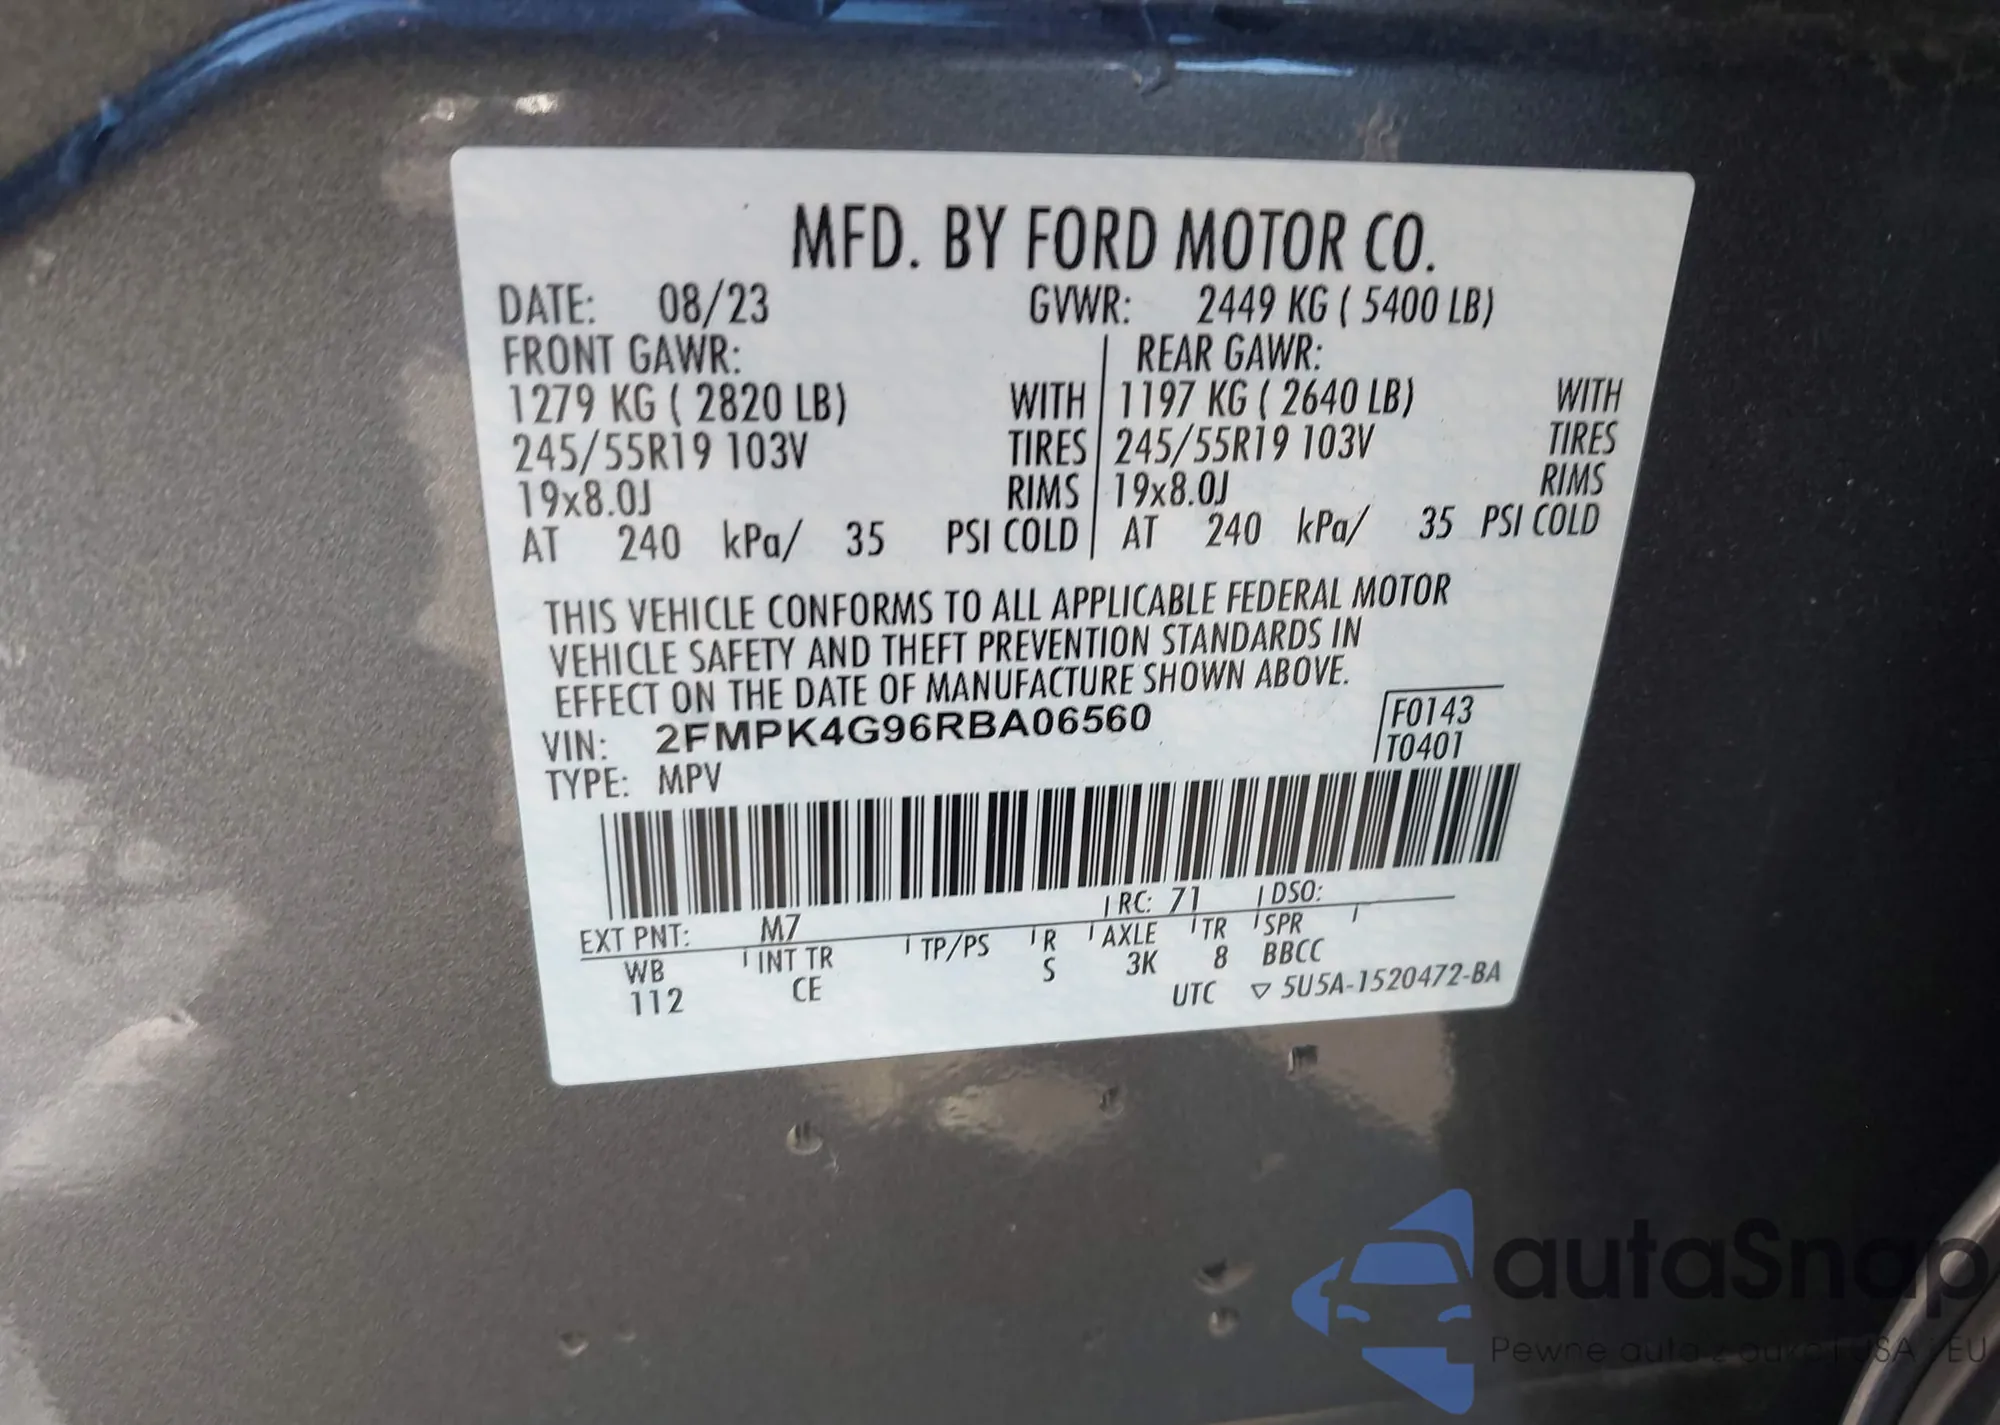 MFD. BY FORD MOTOR CO.
DATE: 08/23 GVWR: 2449 KG ( 5400 LB)
FRONT GAWR: REAR GAWR:
1279 KG ( 2820 LB) WITH 1197 KG ( 2640 LB) WITH
245/55R19 103V TIRES 245/55R19 103V TIRES
19x8.0J RIMS 19x8.0J RIMS
AT 240 kPa/ 35 PSI COLD AT 240 kPa/ 35 PSI COLD
THIS VEHICLE CONFORMS TO ALL APPLICABLE FEDERAL MOTOR
VEHICLE SAFETY AND THEFT PREVENTION STANDARDS IN
EFFECT ON THE DATE OF MANUFACTURE SHOWN ABOVE.
VIN: 2FMPK4G96RBA06560 F0143
TYPE: MPV T0401
EXT PNT: M7 RC: 71 DSO:
WB INT TR TP/PS R AXLE TR SPR
112 CE S 3K 8 BBCC
UTC ▽ 5U5A-1520472-BA
autaSnap
Pewne auta z aukcji USA i EU